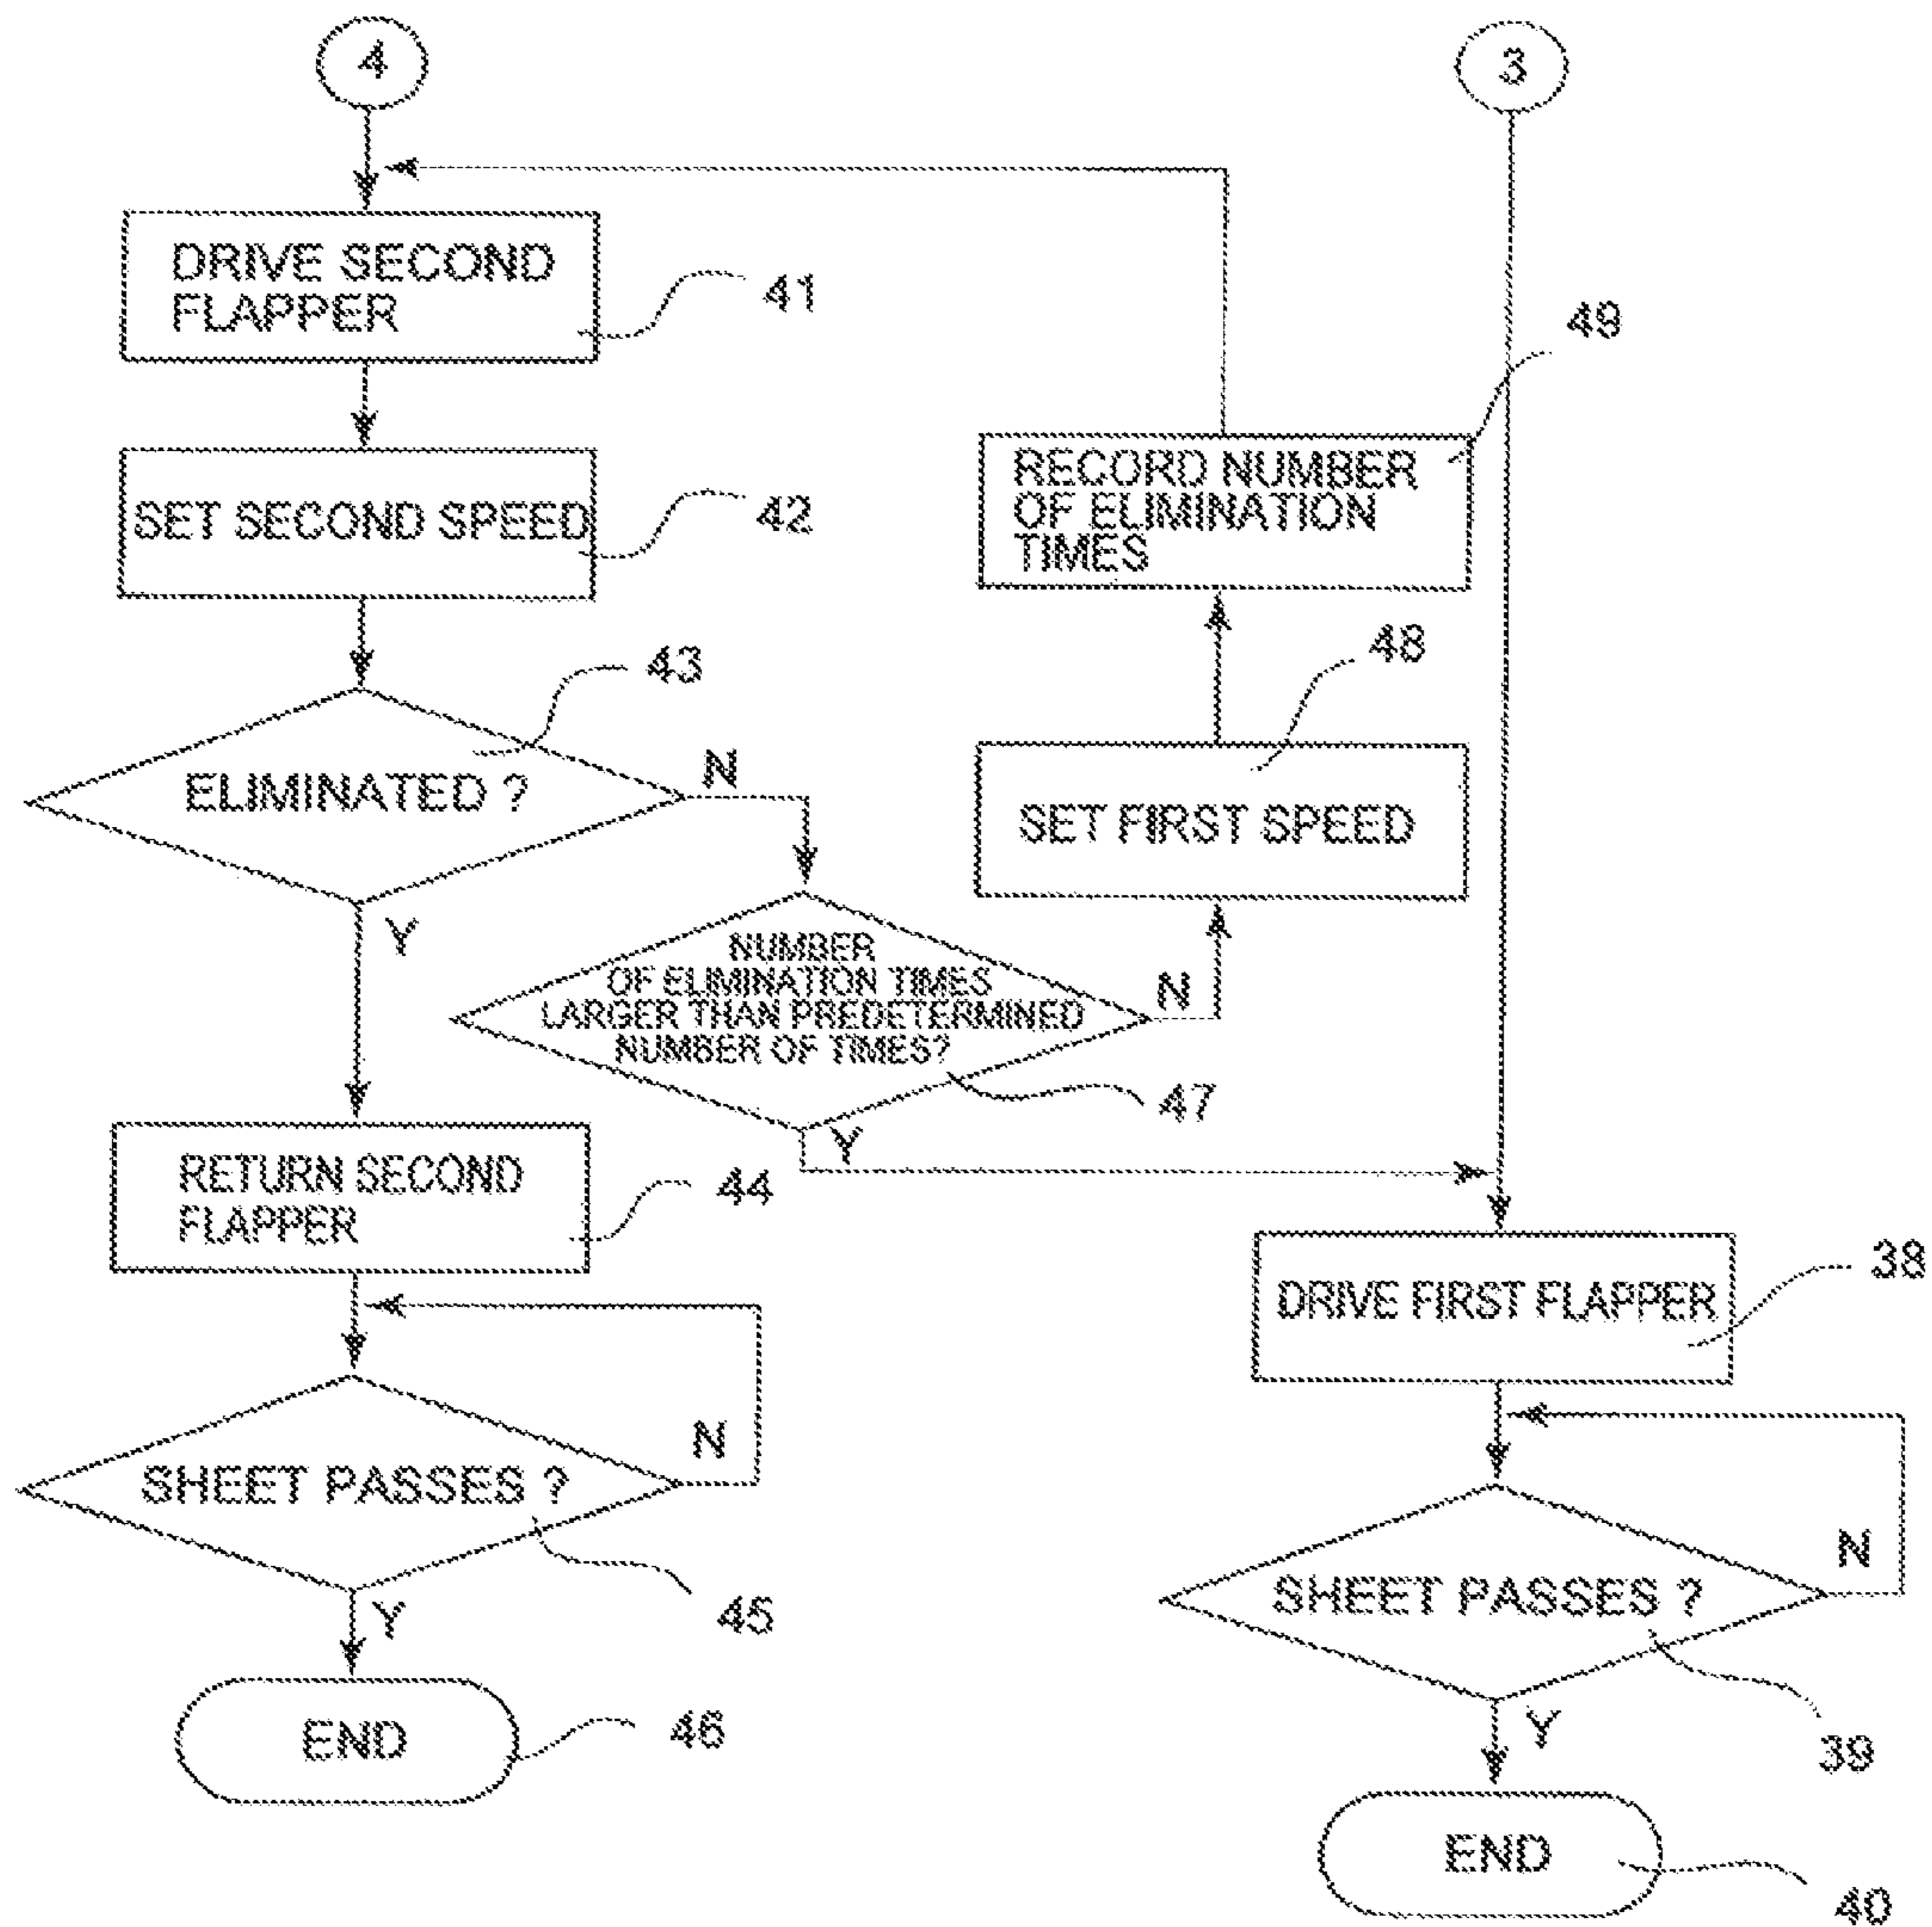 4
3
DRIVE SECOND
FLAPPER
41
49
SET SECOND SPEED
42
RECORD NUMBER
OF ELIMINATION
TIMES
43
48
ELIMINATED ?
N
SET FIRST SPEED
Y
NUMBER
OF ELIMINATION TIMES
LARGER THAN PREDETERMINED
NUMBER OF TIMES?
N
47
Y
RETURN SECOND
FLAPPER
44
DRIVE FIRST FLAPPER
38
SHEET PASSES ?
N
45
Y
SHEET PASSES ?
N
39
Y
END
46
END
40